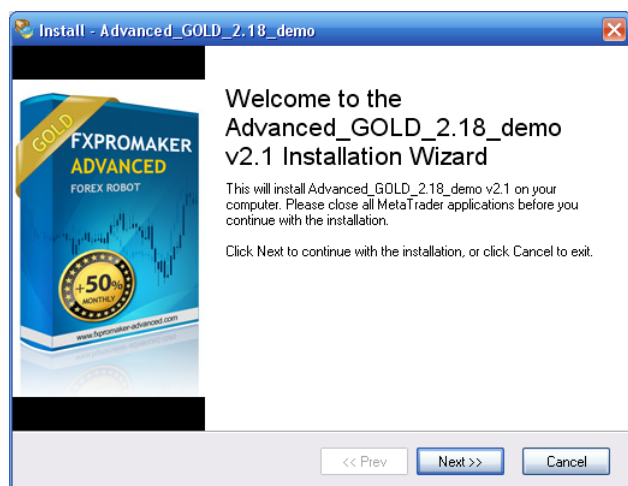 Install - Advanced_GOLD_2.18_demo
GOLD
FXPROMAKER
ADVANCED
FOREX ROBOT
+50%
MONTHLY
www.fxpromaker-advanced.com
Welcome to the
Advanced_GOLD_2.18_demo
v2.1 Installation Wizard
This will install Advanced_GOLD_2.18_demo v2.1 on your
computer. Please close all MetaTrader applications before you
continue with the installation.
Click Next to continue with the installation, or click Cancel to exit.
<< Prev
Next >>
Cancel